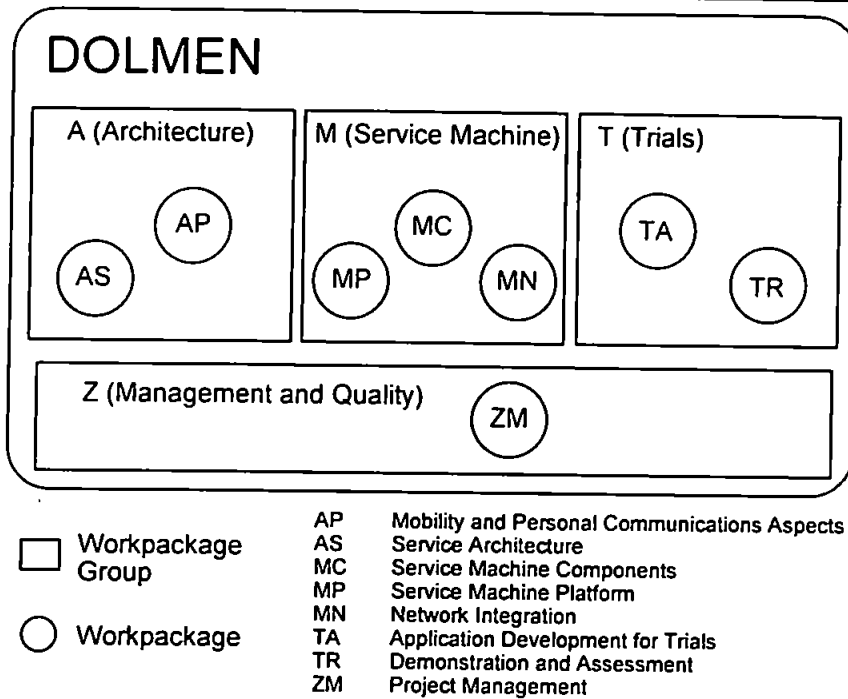 DOLMEN
A (Architecture)
M (Service Machine)
T (Trials)
AP
AS
MC
MP
MN
TA
TR
Z (Management and Quality)
ZM
Workpackage
Group
Workpackage
AP Mobility and Personal Communications Aspects
AS Service Architecture
MC Service Machine Components
MP Service Machine Platform
MN Network Integration
TA Application Development for Trials
TR Demonstration and Assessment
ZM Project Management